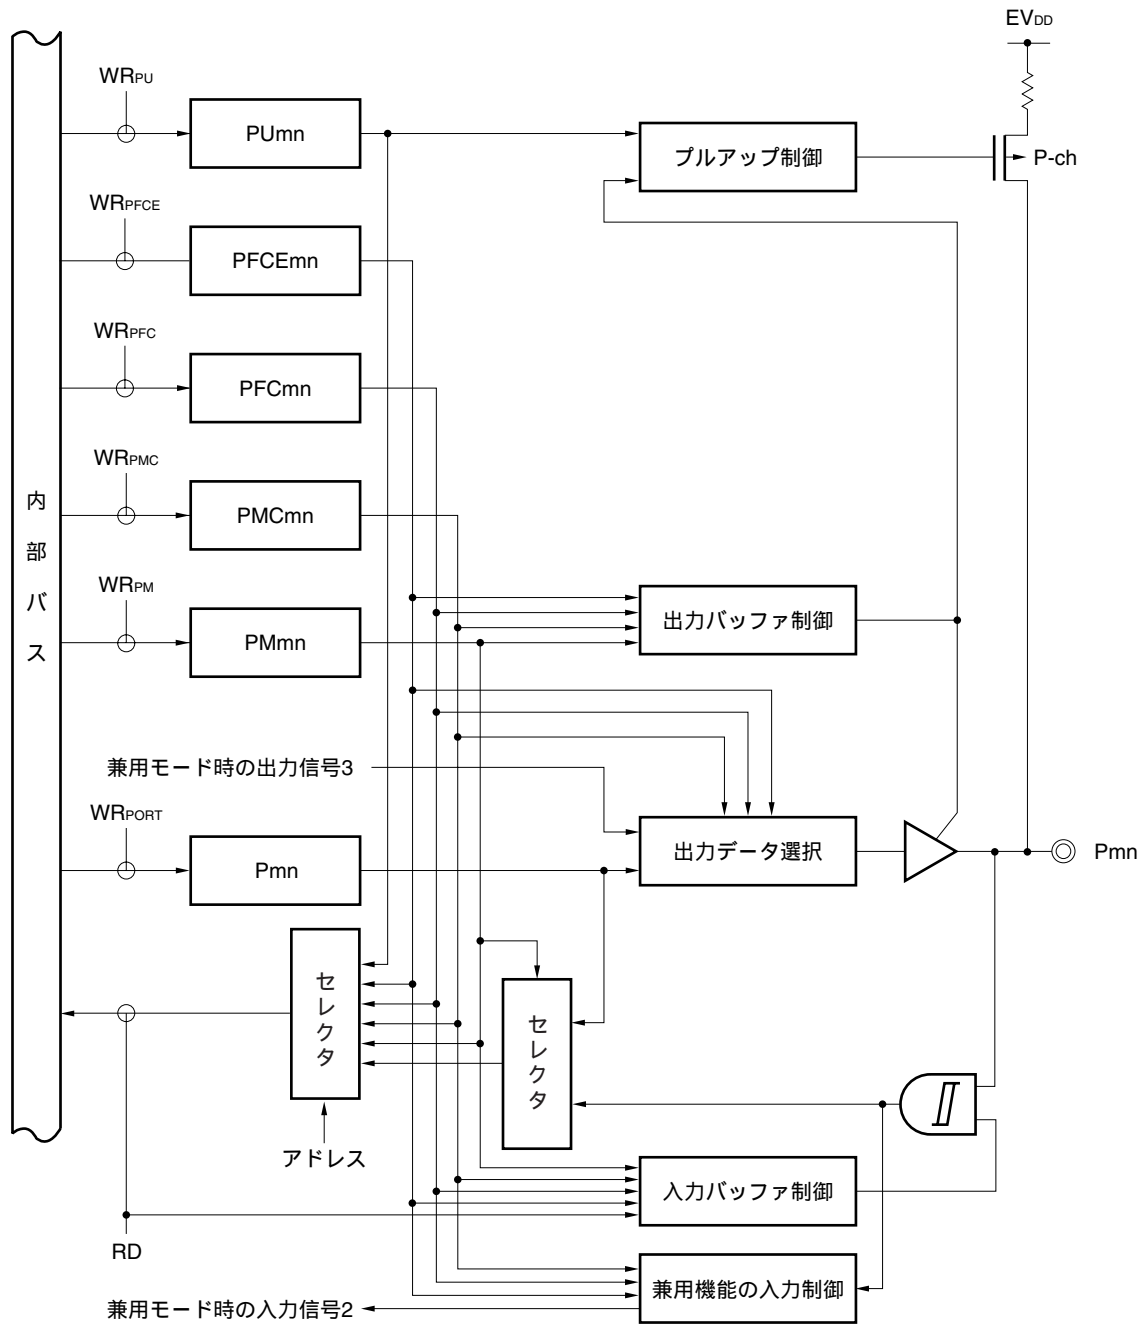 EVDD
WRPU
PUmn
プルアップ制御
P-ch
WRPFCE
PFCEmn
WRPFC
PFCmn
WRPMC
PMCmn
内部バス
WRPM
PMmn
出力バッファ制御
兼用モード時の出力信号3
WRPORT
Pmn
出力データ選択
Pmn
セレクタ
セレクタ
アドレス
入力バッファ制御
RD
兼用機能の入力制御
兼用モード時の入力信号2